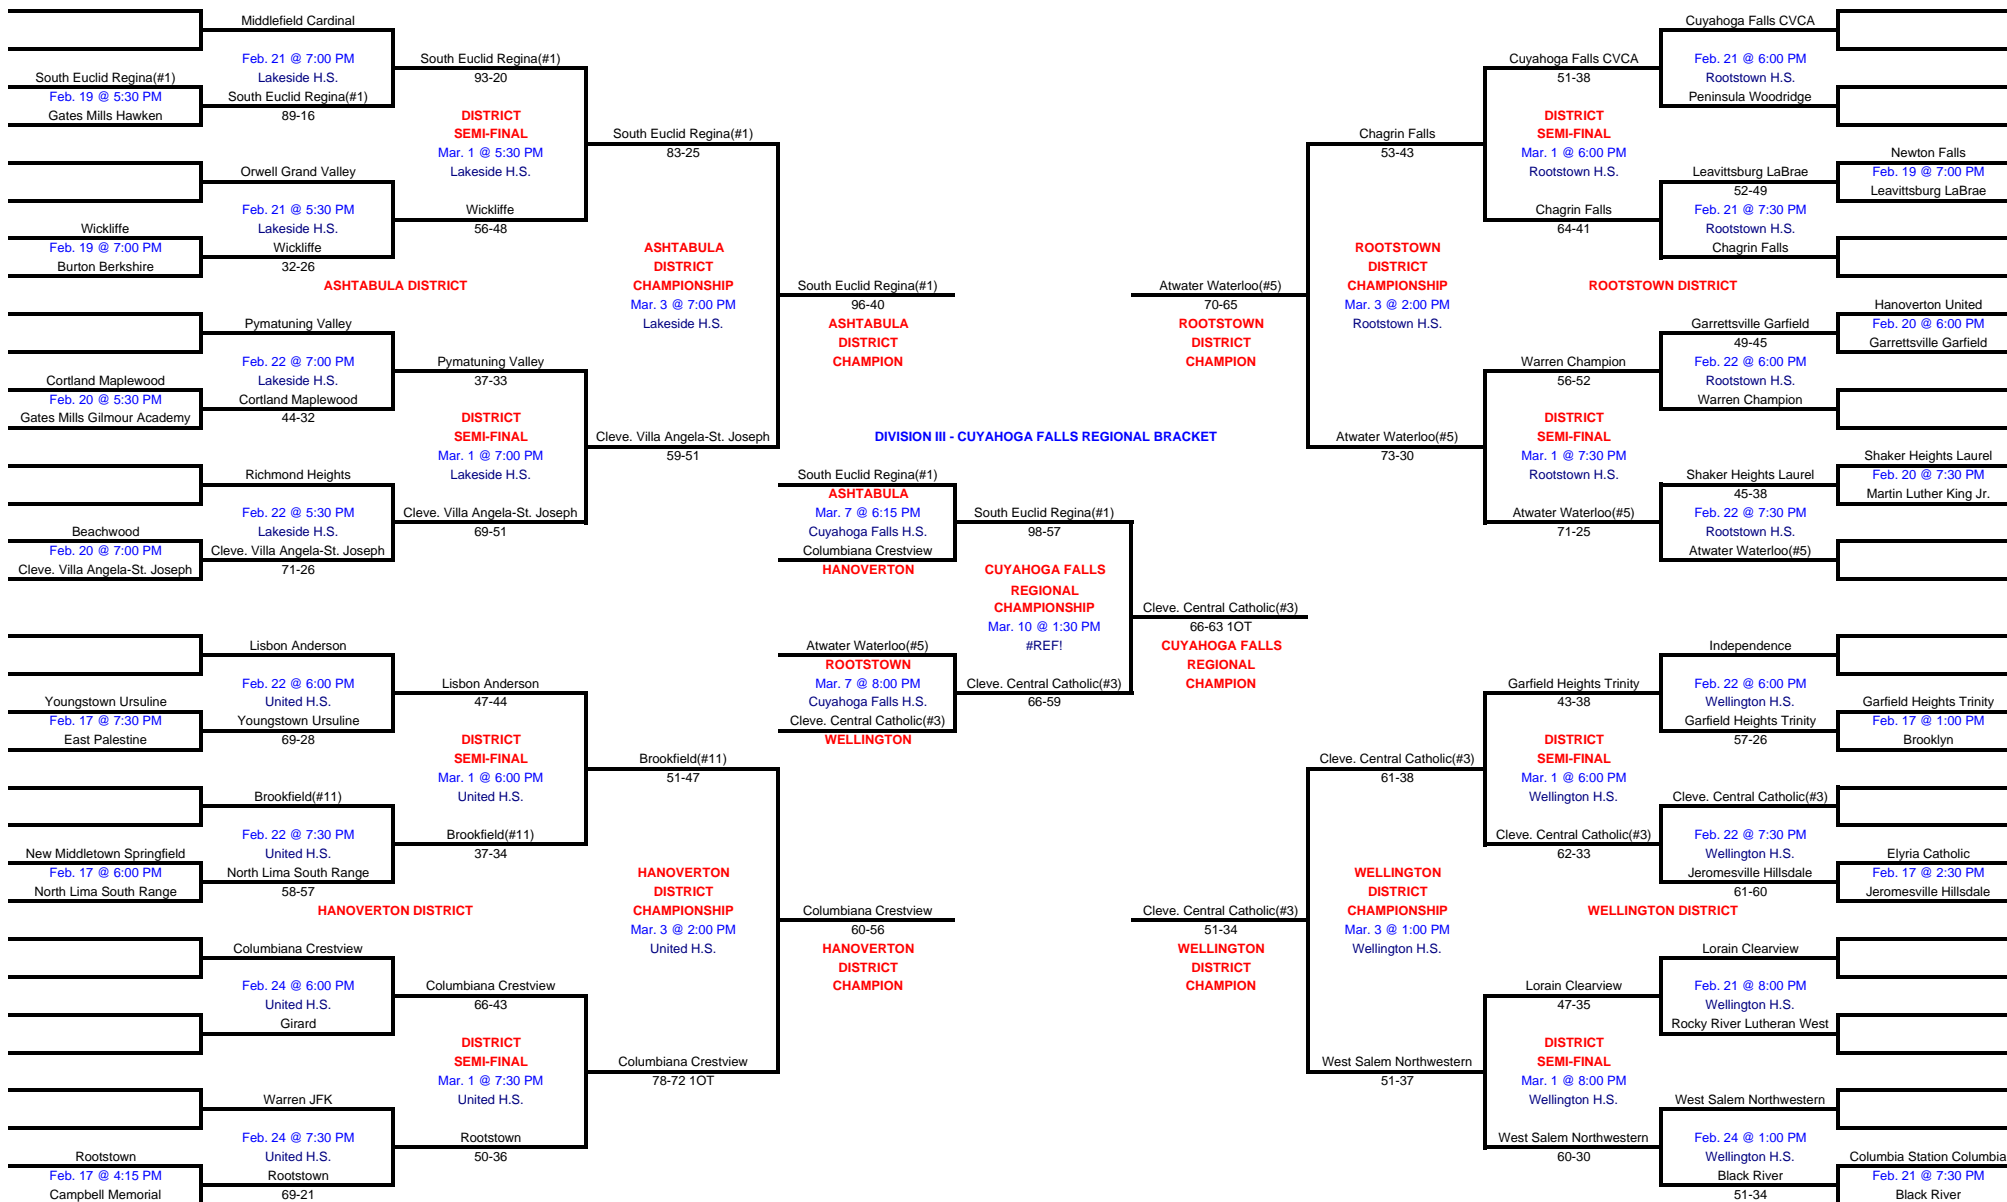 Middlefield Cardinal
Feb. 21 @ 7:00 PM
Lakeside H.S.
South Euclid Regina(#1)
Feb. 19 @ 5:30 PM
Gates Mills Hawken
South Euclid Regina(#1)
89-16
South Euclid Regina(#1)
93-20
DISTRICT
SEMI-FINAL
Mar. 1 @ 5:30 PM
Lakeside H.S.
South Euclid Regina(#1)
83-25
Orwell Grand Valley
Feb. 21 @ 5:30 PM
Lakeside H.S.
Wickliffe
Feb. 19 @ 7:00 PM
Burton Berkshire
Wickliffe
32-26
Wickliffe
56-48
ASHTABULA DISTRICT
ASHTABULA
DISTRICT
CHAMPIONSHIP
Mar. 3 @ 7:00 PM
Lakeside H.S.
South Euclid Regina(#1)
96-40
ASHTABULA
DISTRICT
CHAMPION
Pymatuning Valley
Feb. 22 @ 7:00 PM
Lakeside H.S.
Cortland Maplewood
Feb. 20 @ 5:30 PM
Gates Mills Gilmour Academy
Cortland Maplewood
44-32
Pymatuning Valley
37-33
DISTRICT
SEMI-FINAL
Mar. 1 @ 7:00 PM
Lakeside H.S.
Cleve. Villa Angela-St. Joseph
59-51
Richmond Heights
Feb. 22 @ 5:30 PM
Lakeside H.S.
Beachwood
Feb. 20 @ 7:00 PM
Cleve. Villa Angela-St. Joseph
Cleve. Villa Angela-St. Joseph
71-26
Cleve. Villa Angela-St. Joseph
69-51
Cuyahoga Falls CVCA
Feb. 21 @ 6:00 PM
Rootstown H.S.
Peninsula Woodridge
Cuyahoga Falls CVCA
51-38
DISTRICT
SEMI-FINAL
Mar. 1 @ 6:00 PM
Rootstown H.S.
Chagrin Falls
53-43
Newton Falls
Feb. 19 @ 7:00 PM
Leavittsburg LaBrae
Leavittsburg LaBrae
52-49
Feb. 21 @ 7:30 PM
Rootstown H.S.
Chagrin Falls
Chagrin Falls
64-41
ROOTSTOWN DISTRICT
ROOTSTOWN
DISTRICT
CHAMPIONSHIP
Mar. 3 @ 2:00 PM
Rootstown H.S.
Atwater Waterloo(#5)
70-65
ROOTSTOWN
DISTRICT
CHAMPION
Hanoverton United
Feb. 20 @ 6:00 PM
Garrettsville Garfield
Garrettsville Garfield
49-45
Feb. 22 @ 6:00 PM
Rootstown H.S.
Warren Champion
Warren Champion
56-52
DISTRICT
SEMI-FINAL
Mar. 1 @ 7:30 PM
Rootstown H.S.
Atwater Waterloo(#5)
73-30
Shaker Heights Laurel
Feb. 20 @ 7:30 PM
Martin Luther King Jr.
Shaker Heights Laurel
45-38
Feb. 22 @ 7:30 PM
Rootstown H.S.
Atwater Waterloo(#5)
Atwater Waterloo(#5)
71-25
DIVISION III - CUYAHOGA FALLS REGIONAL BRACKET
South Euclid Regina(#1)
ASHTABULA
Mar. 7 @ 6:15 PM
Cuyahoga Falls H.S.
Columbiana Crestview
HANOVERTON
South Euclid Regina(#1)
98-57
CUYAHOGA FALLS
REGIONAL
CHAMPIONSHIP
Mar. 10 @ 1:30 PM
#REF!
Cleve. Central Catholic(#3)
66-63 1OT
CUYAHOGA FALLS
REGIONAL
CHAMPION
Atwater Waterloo(#5)
ROOTSTOWN
Mar. 7 @ 8:00 PM
Cuyahoga Falls H.S.
Cleve. Central Catholic(#3)
WELLINGTON
Cleve. Central Catholic(#3)
66-59
Lisbon Anderson
Feb. 22 @ 6:00 PM
United H.S.
Youngstown Ursuline
Feb. 17 @ 7:30 PM
East Palestine
Youngstown Ursuline
69-28
Lisbon Anderson
47-44
DISTRICT
SEMI-FINAL
Mar. 1 @ 6:00 PM
United H.S.
Brookfield(#11)
51-47
Brookfield(#11)
Feb. 22 @ 7:30 PM
United H.S.
New Middletown Springfield
Feb. 17 @ 6:00 PM
North Lima South Range
North Lima South Range
58-57
Brookfield(#11)
37-34
HANOVERTON DISTRICT
HANOVERTON
DISTRICT
CHAMPIONSHIP
Mar. 3 @ 2:00 PM
United H.S.
Columbiana Crestview
60-56
HANOVERTON
DISTRICT
CHAMPION
Columbiana Crestview
Feb. 24 @ 6:00 PM
United H.S.
Girard
Columbiana Crestview
66-43
DISTRICT
SEMI-FINAL
Mar. 1 @ 7:30 PM
United H.S.
Columbiana Crestview
78-72 1OT
Warren JFK
Feb. 24 @ 7:30 PM
United H.S.
Rootstown
Feb. 17 @ 4:15 PM
Campbell Memorial
Rootstown
69-21
Rootstown
50-36
Independence
Feb. 22 @ 6:00 PM
Wellington H.S.
Garfield Heights Trinity
Feb. 17 @ 1:00 PM
Brooklyn
Garfield Heights Trinity
57-26
Garfield Heights Trinity
43-38
DISTRICT
SEMI-FINAL
Mar. 1 @ 6:00 PM
Wellington H.S.
Cleve. Central Catholic(#3)
61-38
Cleve. Central Catholic(#3)
Feb. 22 @ 7:30 PM
Wellington H.S.
Elyria Catholic
Feb. 17 @ 2:30 PM
Jeromesville Hillsdale
Jeromesville Hillsdale
61-60
Cleve. Central Catholic(#3)
62-33
WELLINGTON DISTRICT
WELLINGTON
DISTRICT
CHAMPIONSHIP
Mar. 3 @ 1:00 PM
Wellington H.S.
Cleve. Central Catholic(#3)
51-34
WELLINGTON
DISTRICT
CHAMPION
Lorain Clearview
Feb. 21 @ 8:00 PM
Wellington H.S.
Rocky River Lutheran West
Lorain Clearview
47-35
DISTRICT
SEMI-FINAL
Mar. 1 @ 8:00 PM
Wellington H.S.
West Salem Northwestern
51-37
West Salem Northwestern
Feb. 24 @ 1:00 PM
Wellington H.S.
Columbia Station Columbia
Feb. 21 @ 7:30 PM
Black River
Black River
51-34
West Salem Northwestern
60-30